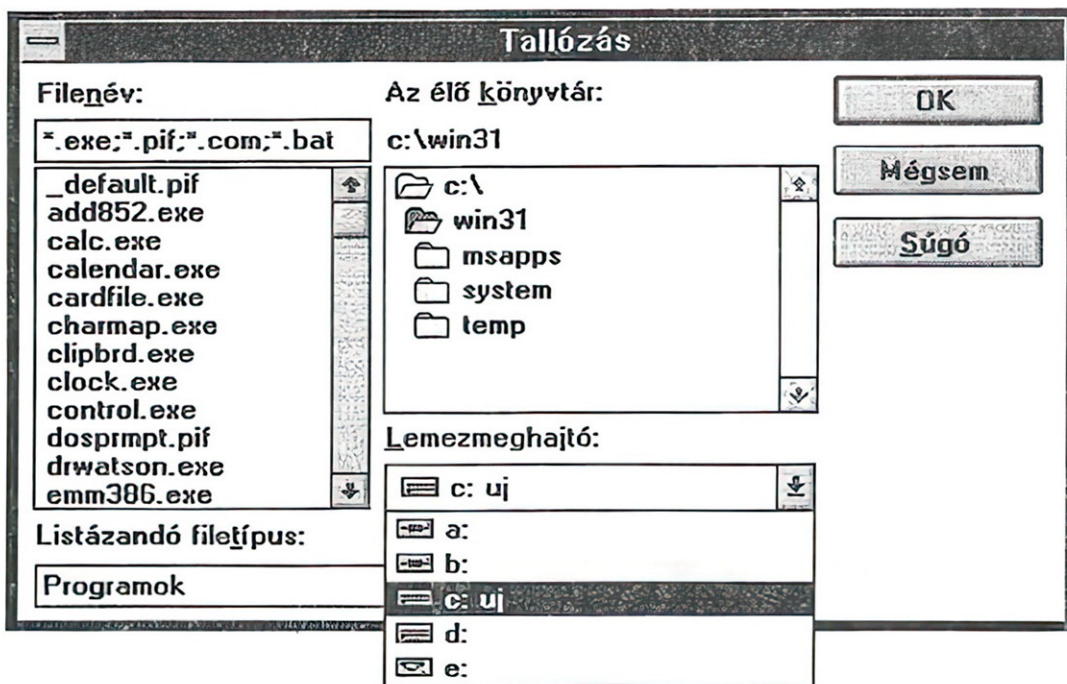 Tallózás
Filenév:
*.exe;*.pif;*.com;*.bat
_default.pif
add852.exe
calc.exe
calendar.exe
cardfile.exe
charmap.exe
clipbrd.exe
clock.exe
control.exe
dosprmpt.pif
drwatson.exe
emm386.exe
Listázandó filetípus:
Programok
Az élő könyvtár:
c:\win31
c:\
win31
msapps
system
temp
Lemezmeghajtó:
c: uj
a:
b:
c: uj
d:
e:
OK
Mégsem
Súgó